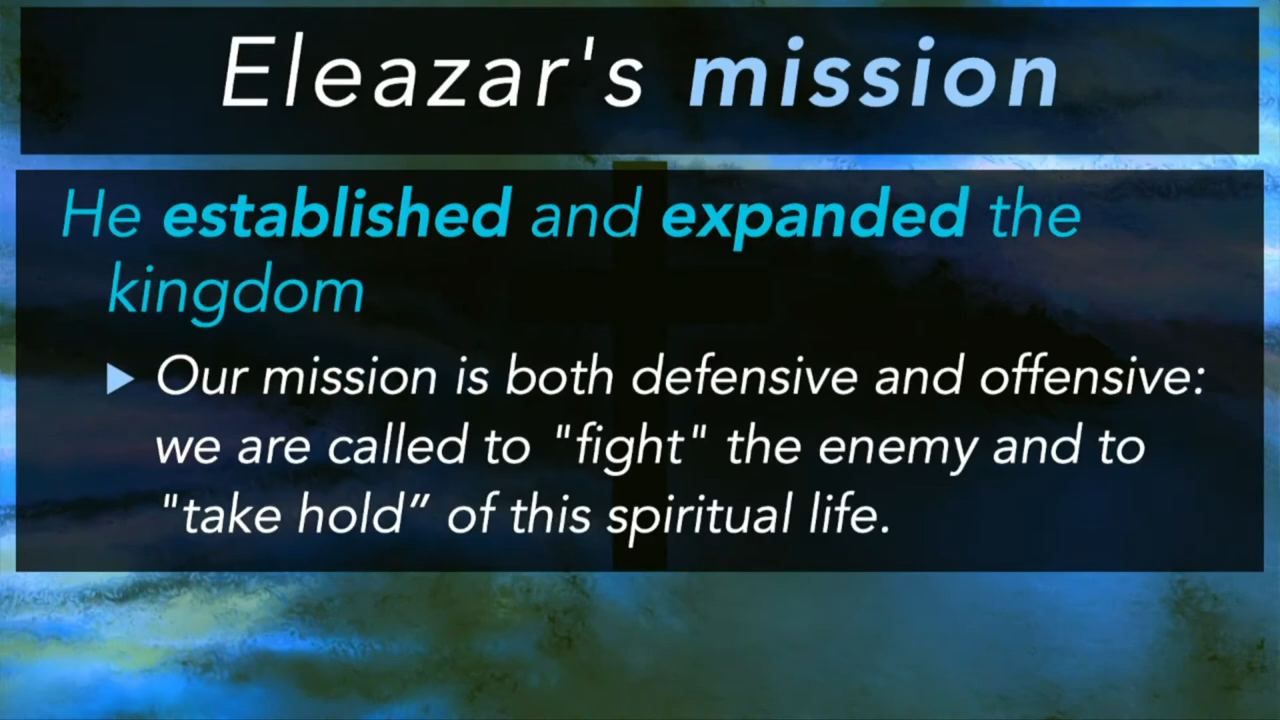 Eleazar's mission
He established and expanded the
kingdom
▶ Our mission is both defensive and offensive:
we are called to "fight" the enemy and to
"take hold” of this spiritual life.